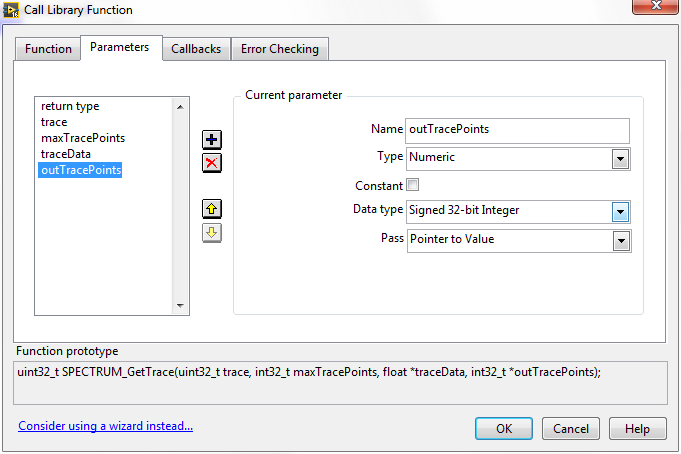 Call Library Function
Function Parameters Callbacks Error Checking
return type
trace
maxTracePoints
traceData
outTracePoints
Current parameter
Name outTracePoints
Type Numeric
Constant
Data type Signed 32-bit Integer
Pass Pointer to Value
Function prototype
uint32_t SPECTRUM_GetTrace(uint32_t trace, int32_t maxTracePoints, float *traceData, int32_t *outTracePoints);
Consider using a wizard instead...
OK Cancel Help